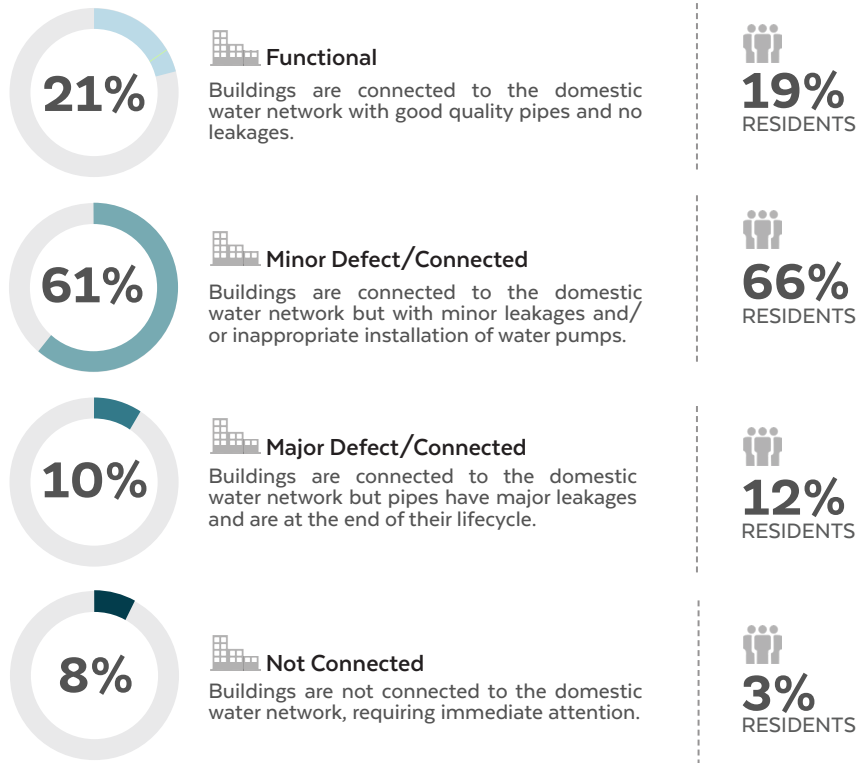 21%
Functional
Buildings are connected to the domestic
water network with good quality pipes and no
leakages.
19%
RESIDENTS
61%
Minor Defect/Connected
Buildings are connected to the domestic
water network but with minor leakages and/
or inappropriate installation of water pumps.
66%
RESIDENTS
10%
Major Defect/Connected
Buildings are connected to the domestic
water network but pipes have major leakages
and are at the end of their lifecycle.
12%
RESIDENTS
8%
Not Connected
Buildings are not connected to the domestic
water network, requiring immediate attention.
3%
RESIDENTS